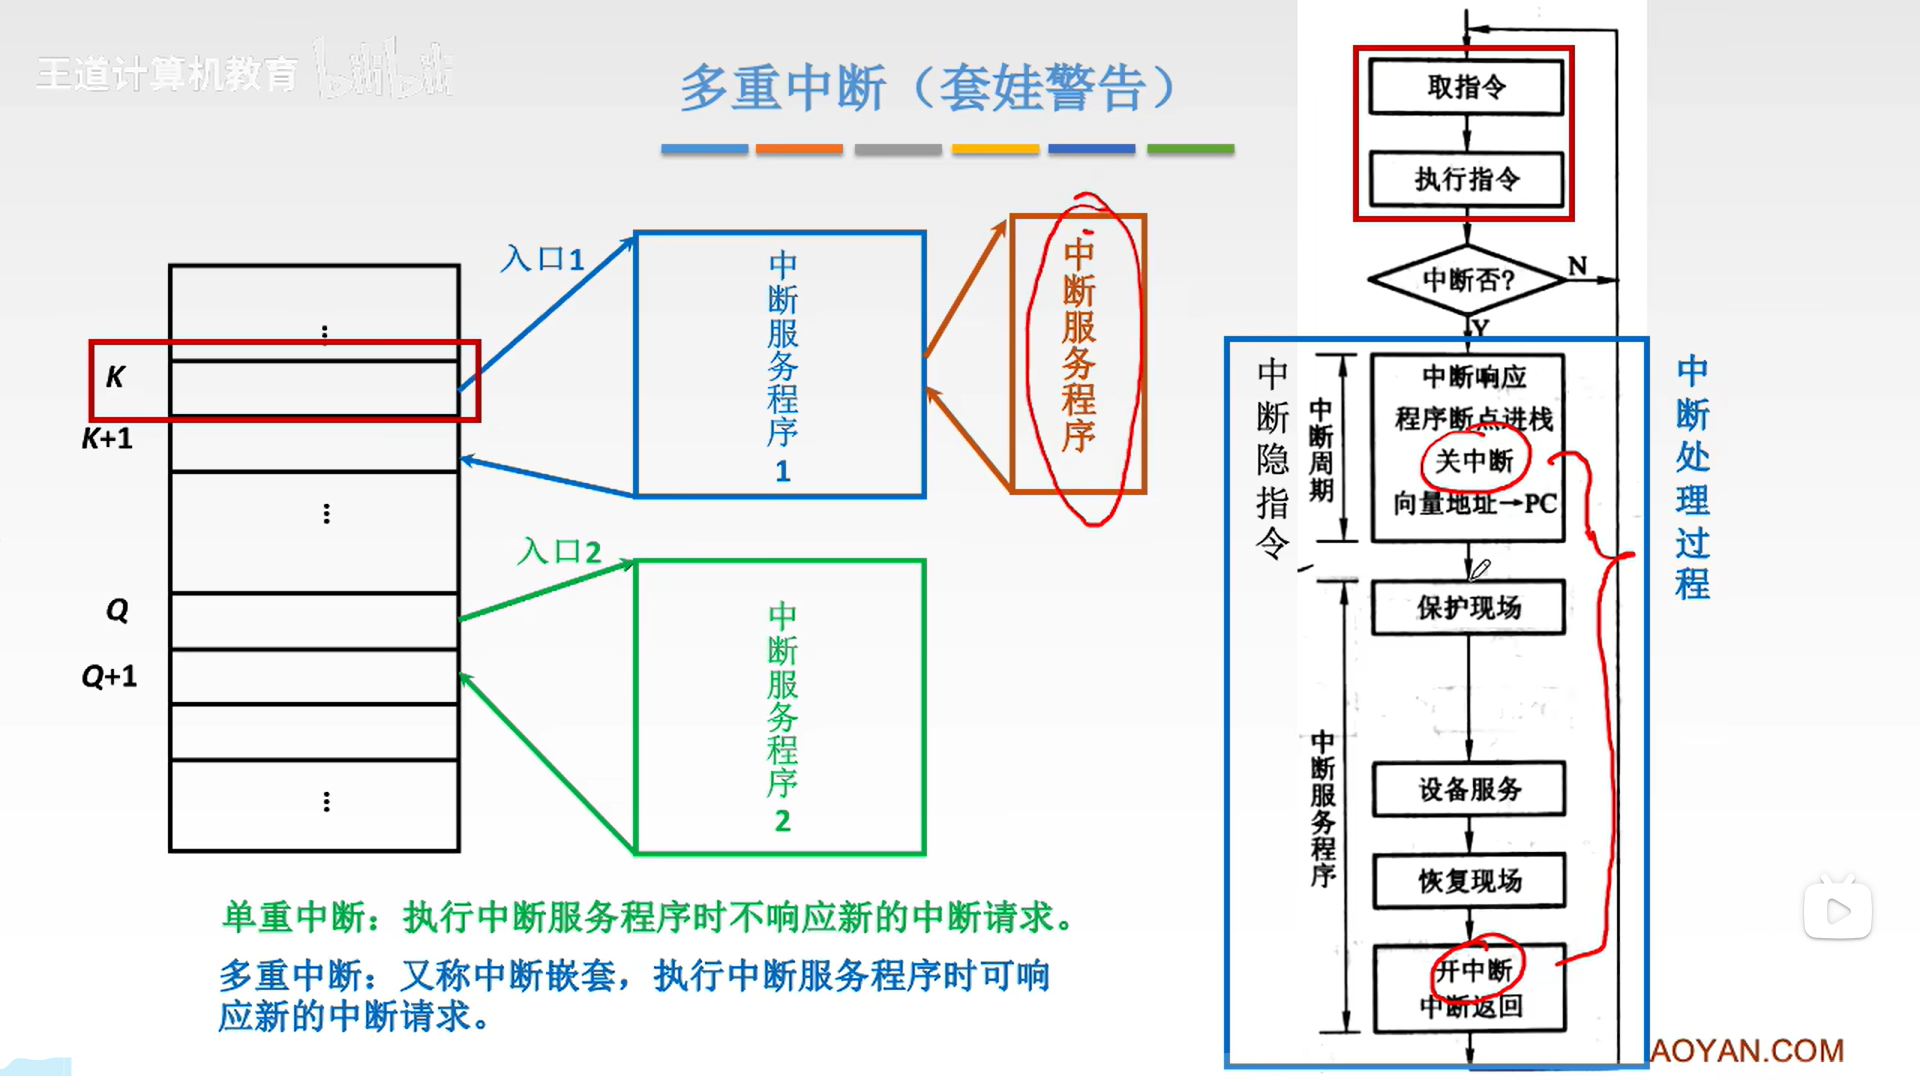 王道计算机教育 bilibili
多重中断（套娃警告）
取指令
执行指令
中断否?
N
Y
K
K+1
Q
Q+1
入口1
中断服务程序1
中断服务程序
入口2
中断服务程序2
中断隐指令
中断周期
中断响应
程序断点进栈
关中断
向量地址→PC
中断处理过程
中断服务程序
保护现场
设备服务
恢复现场
开中断
中断返回
单重中断：执行中断服务程序时不响应新的中断请求。
多重中断：又称中断嵌套，执行中断服务程序时可响
应新的中断请求。
AOYAN.COM